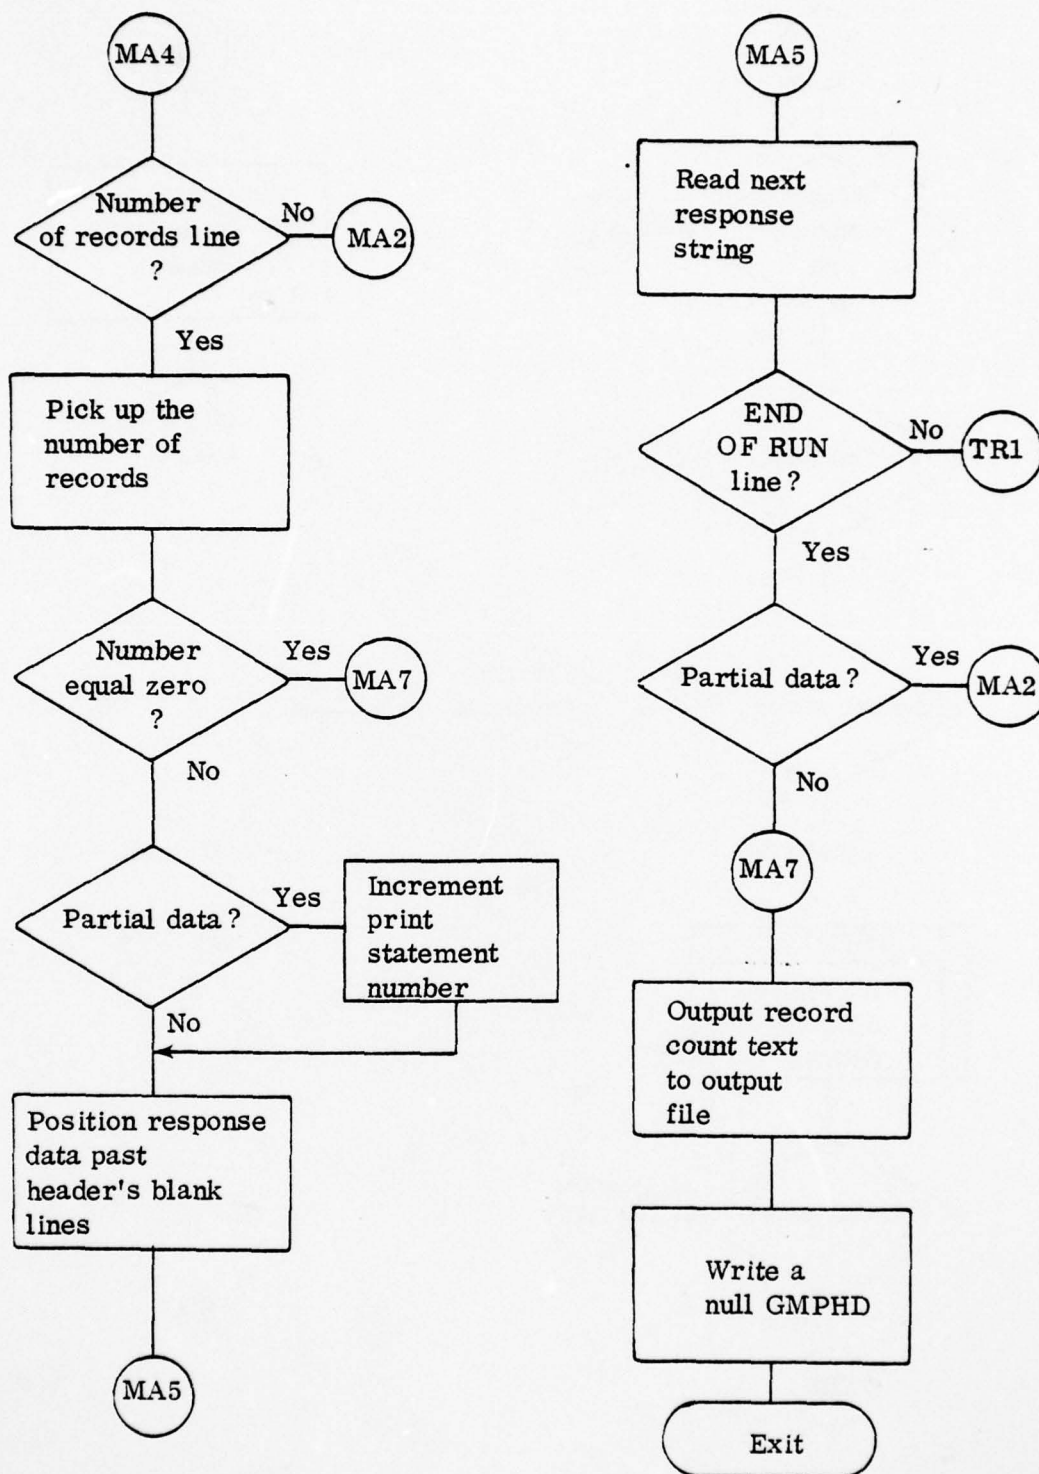 MA4
Number
of records line
?
No
MA2
Yes
Pick up the
number of
records
Number
equal zero
?
Yes
MA7
No
Partial data?
Yes
Increment
print
statement
number
No
Position response
data past
header's blank
lines
MA5
MA5
Read next
response
string
END
OF RUN
line?
No
TR1
Yes
Partial data?
Yes
MA2
No
MA7
Output record
count text
to output
file
Write a
null GMPHD
Exit